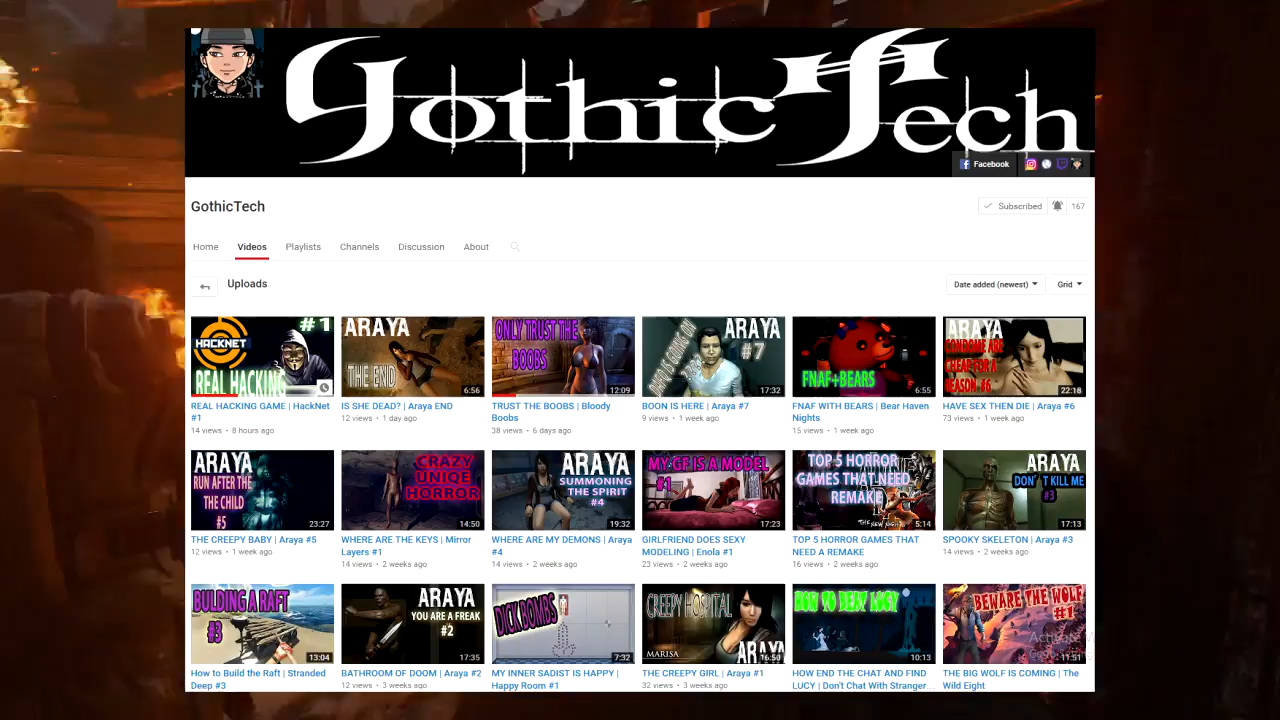 gothic Tech
Facebook
GothicTech
Subscribed 167
Home Videos Playlists Channels Discussion About
Uploads
Date added (newest) Grid
#1
HACKNET
REAL HACKING
ARAYA
THE END
6:56
ONLY TRUST THE
BOOBS
12:09
ARAYA
#7
17:32
FNAF+BEARS
6:55
ARAYA
CONDOMS ARE
CHEAP FOR A
REASON #6
22:18
REAL HACKING GAME | HackNet
#1
14 views • 8 hours ago
IS SHE DEAD? | Araya END
12 views • 1 day ago
TRUST THE BOOBS | Bloody
Boobs
38 views • 6 days ago
BOON IS HERE | Araya #7
9 views • 1 week ago
FNAF WITH BEARS | Bear Haven
Nights
15 views • 1 week ago
HAVE SEX THEN DIE | Araya #6
73 views • 1 week ago
ARAYA
RUN AFTER THE
THE CHILD
#5
23:27
CRAZY
UNIQE
HORROR
14:50
ARAYA
SUMMONING
THE SPIRIT
#4
19:32
MY GF IS A MODEL
#1
17:23
TOP 5 HORROR
GAMES THAT NEED
REMAKE
5:14
ARAYA
DON'T KILL ME
#3
17:13
THE CREEPY BABY | Araya #5
12 views • 1 week ago
WHERE ARE THE KEYS | Mirror
Layers #1
14 views • 2 weeks ago
WHERE ARE MY DEMONS | Araya
#4
14 views • 2 weeks ago
GIRLFRIEND DOES SEXY
MODELING | Enola #1
23 views • 2 weeks ago
TOP 5 HORROR GAMES THAT
NEED A REMAKE
16 views • 2 weeks ago
SPOOKY SKELETON | Araya #3
14 views • 2 weeks ago
BULDING A RAFT
#3
13:04
ARAYA
YOU ARE A FREAK
#2
17:35
DICK BOMBS
7:32
CREEPY HOSPITAL
MARISA
ARAYA
16:50
HOW TO BEAT LUCY
10:13
BEWARE THE WOLF
#1
11:51
How to Build the Raft | Stranded
Deep #3
BATHROOM OF DOOM | Araya #2
12 views • 3 weeks ago
MY INNER SADIST IS HAPPY |
Happy Room #1
THE CREEPY GIRL | Araya #1
32 views • 3 weeks ago
HOW END THE CHAT AND FIND
LUCY | Don't Chat With Stranger...
THE BIG WOLF IS COMING | The
Wild Eight